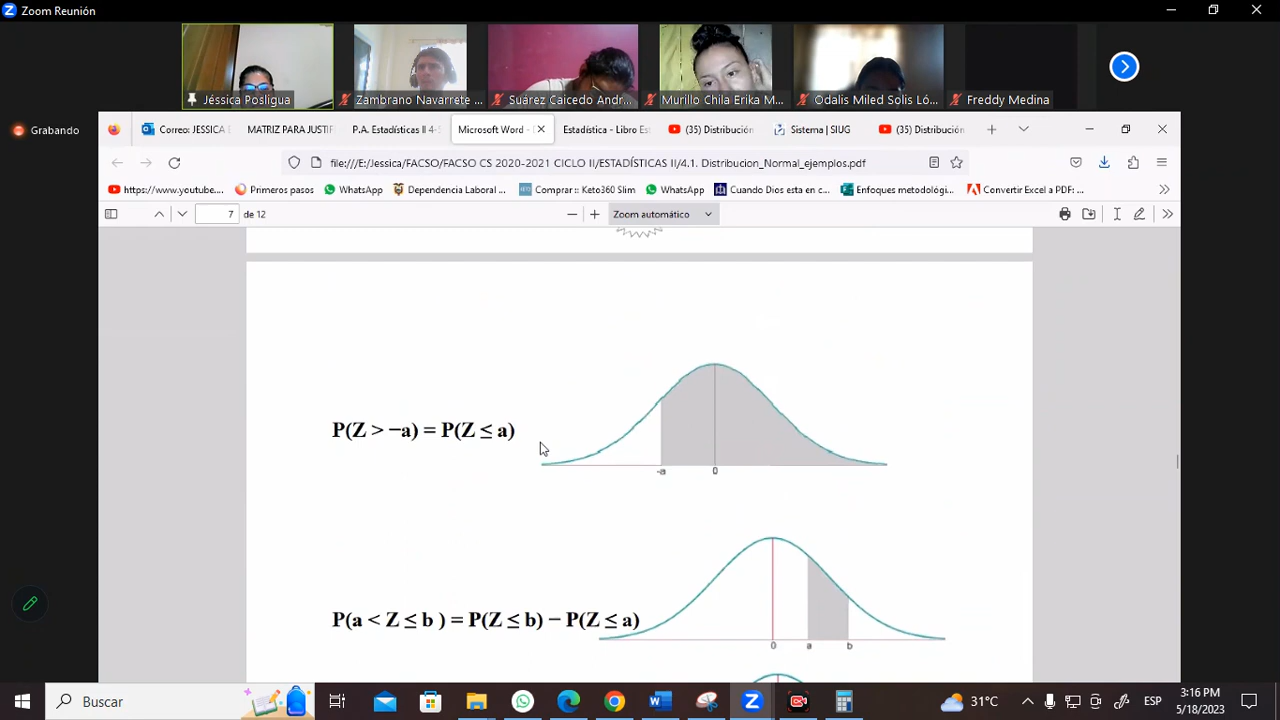 Zoom Reunión
Jéssica Posligua
Zambrano Navarrete ...
Suárez Caicedo Andr...
Murillo Chila Erika M...
Odalis Miled Solis Ló...
Freddy Medina
Grabando
Correo: JESSICA E
MATRIZ PARA JUSTIF
P.A. Estadísticas II 4-
Microsoft Word -
Estadística - Libro Es
(35) Distribución
Sistema | SIUG
(35) Distribución
file:///E:/Jessica/FACSO/FACSO CS 2020-2021 CICLO II/ESTADÍSTICAS II/4.1. Distribucion_Normal_ejemplos.pdf
https://www.youtube....
Primeros pasos
WhatsApp
Dependencia Laboral ...
Comprar :: Keto360 Slim
WhatsApp
Cuando Dios esta en c...
Enfoques metodológi...
Convertir Excel a PDF:...
7 de 12
Zoom automático
P(Z > −a) = P(Z ≤ a)
-a 0
P(a < Z ≤ b ) = P(Z ≤ b) − P(Z ≤ a)
0 a b
Buscar
31°C
ESP
3:16 PM
5/18/2023